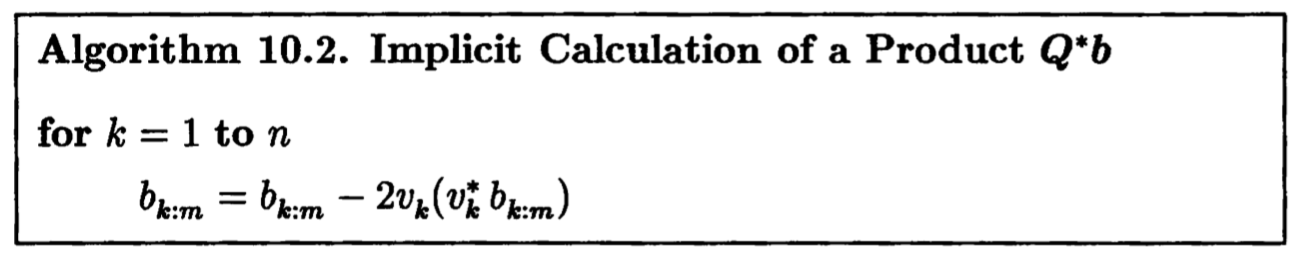 Algorithm 10.2. Implicit Calculation of a Product Q*b
for k = 1 to n
b_{k:m} = b_{k:m} − 2v_k(v_k^* b_{k:m})